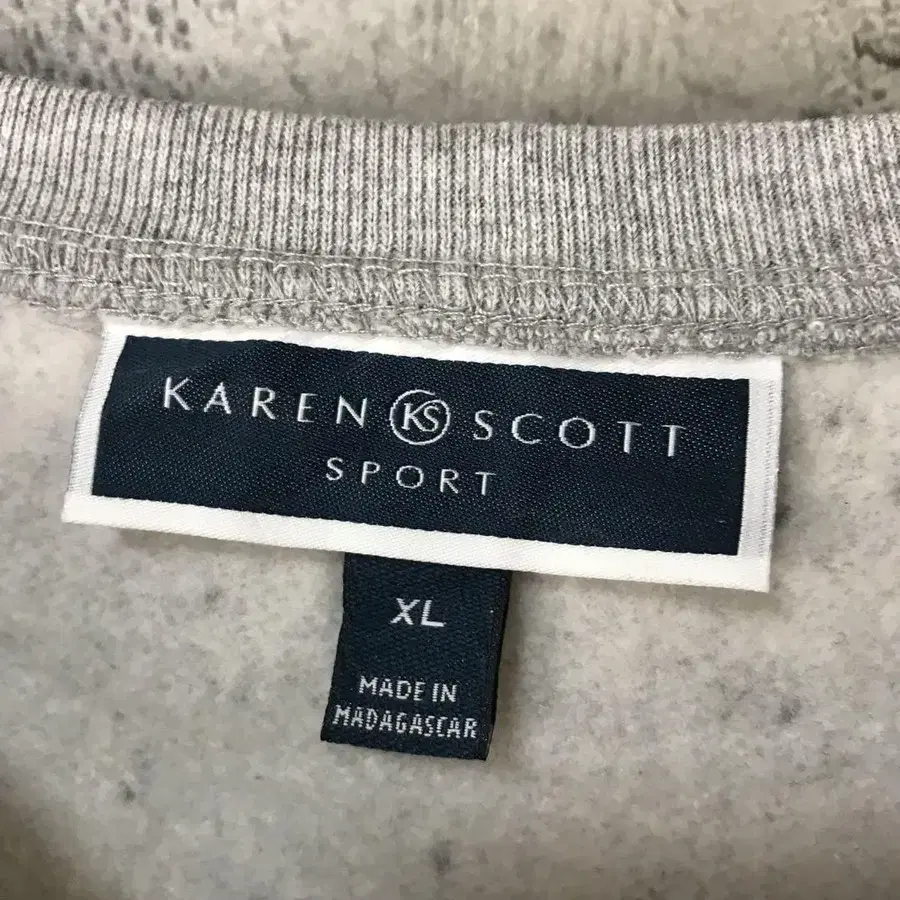 KAREN KS SCOTT
SPORT
XL
MADE IN
MADAGASCAR